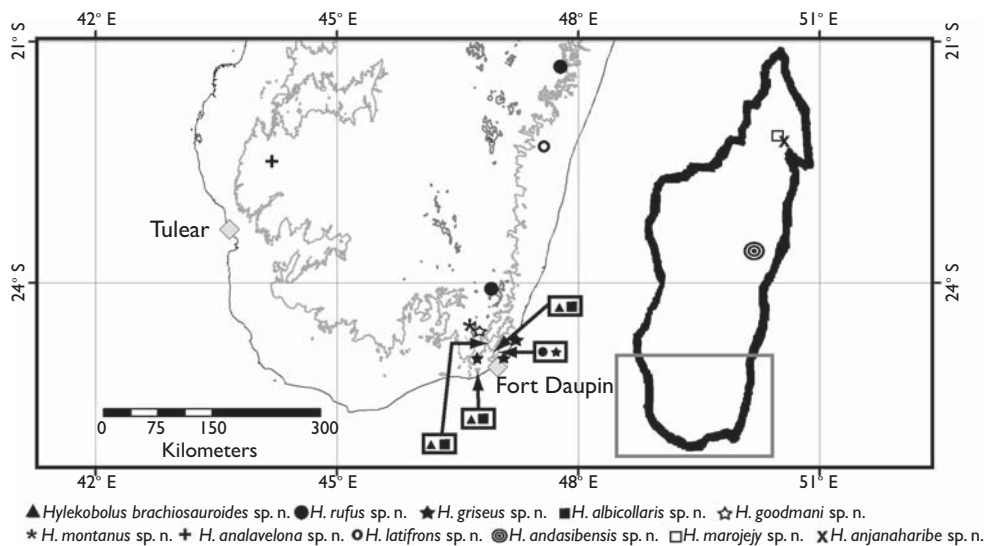 42° E 45° E 48° E 51° E
21° S 21° S
Tulear
24° S 24° S
Fort Daupin
0 75 150 300
Kilometers
42° E 45° E 48° E 51° E
▲ Hylekobolus brachiosauroides sp. n. ● H. rufus sp. n. ★ H. griseus sp. n. ■ H. albicollaris sp. n. ☆ H. goodmani sp. n.
* H. montanus sp. n. + H. analavelona sp. n. o H. latifrons sp. n. ◎ H. andasibensis sp. n. □ H. marojejy sp. n. x H. anjanaharibe sp. n.